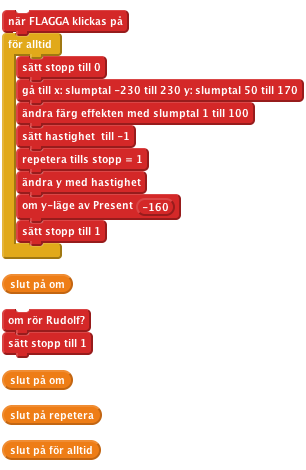 när FLAGGA klickas på
för alltid
sätt stopp till 0
gå till x: slumptal -230 till 230 y: slumptal 50 till 170
ändra färg effekten med slumptal 1 till 100
sätt hastighet till -1
repetera tills stopp = 1
ändra y med hastighet
om y-läge av Present -160
sätt stopp till 1
slut på om
om rör Rudolf?
sätt stopp till 1
slut på om
slut på repetera
slut på för alltid